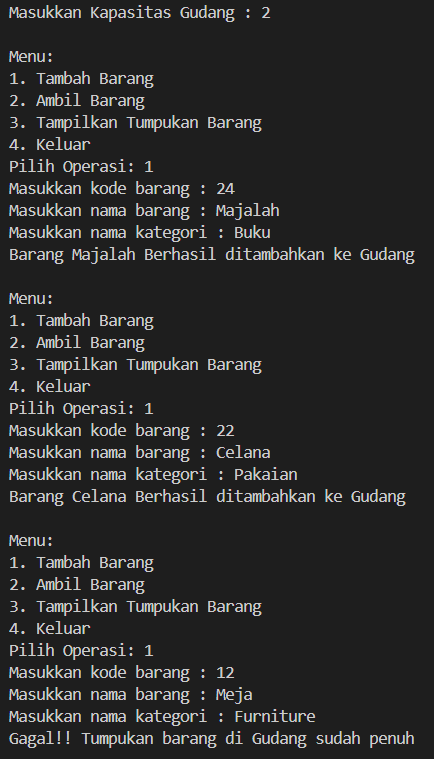 Masukkan Kapasitas Gudang : 2
Menu:
1. Tambah Barang
2. Ambil Barang
3. Tampilkan Tumpukan Barang
4. Keluar
Pilih Operasi: 1
Masukkan kode barang : 24
Masukkan nama barang : Majalah
Masukkan nama kategori : Buku
Barang Majalah Berhasil ditambahkan ke Gudang
Menu:
1. Tambah Barang
2. Ambil Barang
3. Tampilkan Tumpukan Barang
4. Keluar
Pilih Operasi: 1
Masukkan kode barang : 22
Masukkan nama barang : Celana
Masukkan nama kategori : Pakaian
Barang Celana Berhasil ditambahkan ke Gudang
Menu:
1. Tambah Barang
2. Ambil Barang
3. Tampilkan Tumpukan Barang
4. Keluar
Pilih Operasi: 1
Masukkan kode barang : 12
Masukkan nama barang : Meja
Masukkan nama kategori : Furniture
Gagal!! Tumpukan barang di Gudang sudah penuh